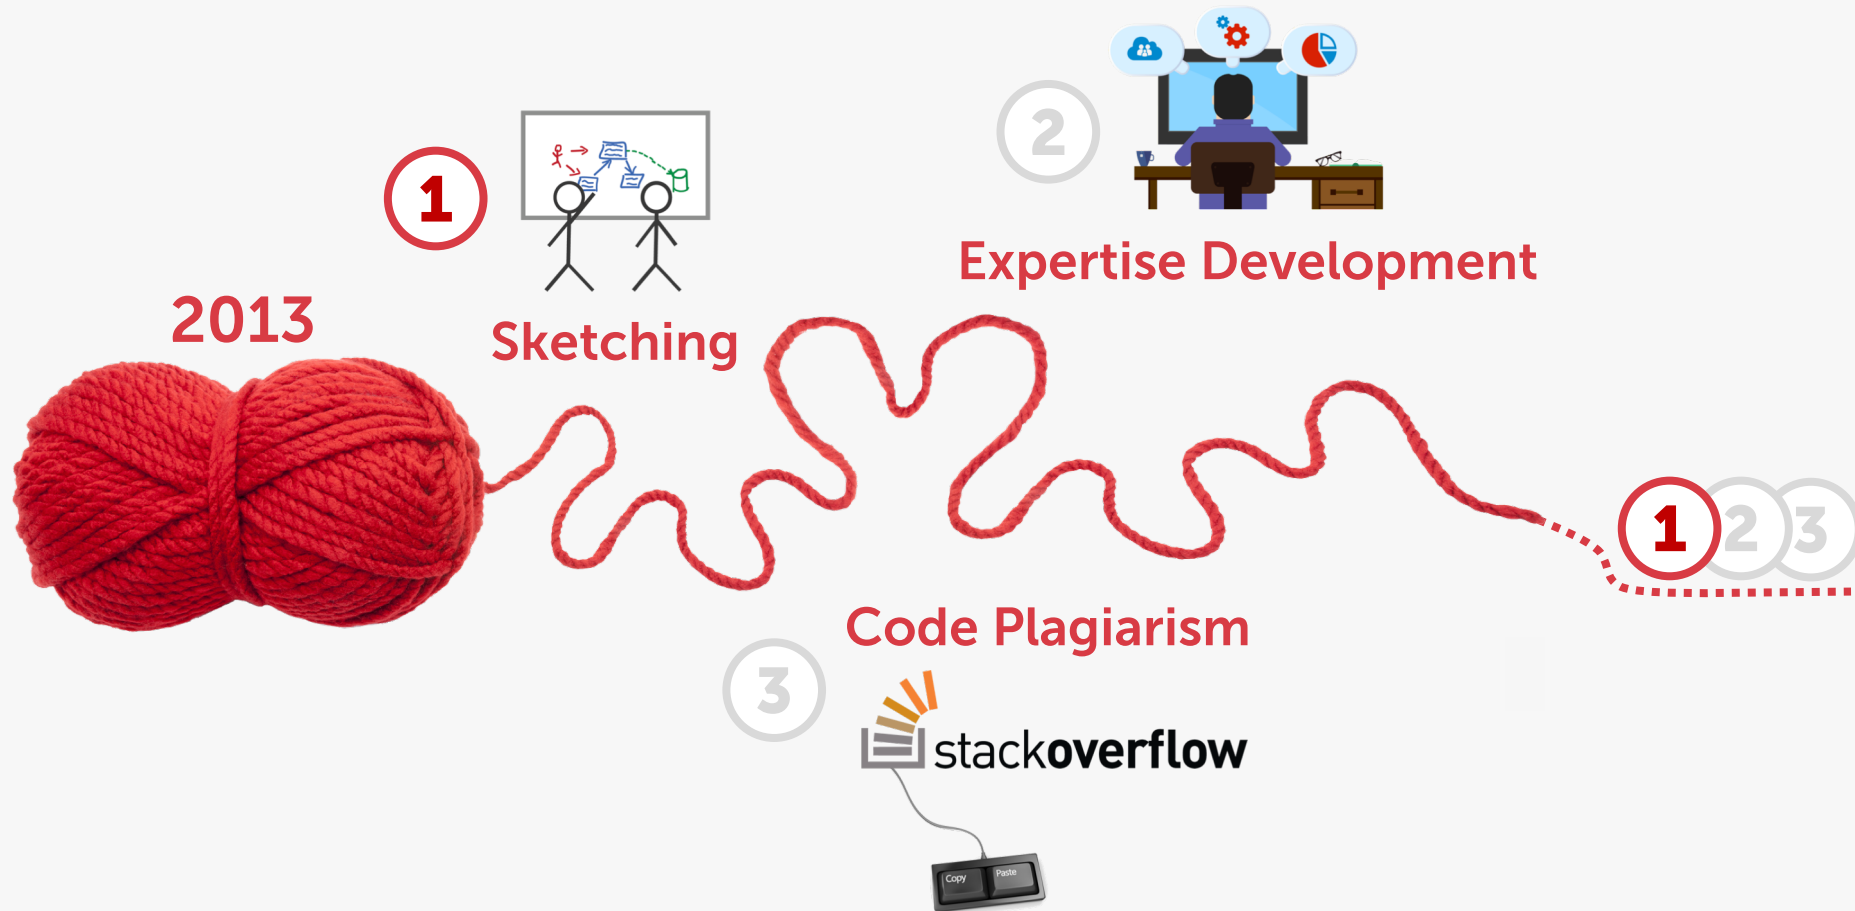 2
1
Expertise Development
2013
Sketching
1
2
3
Code Plagiarism
3
stackoverflow
Copy
Paste